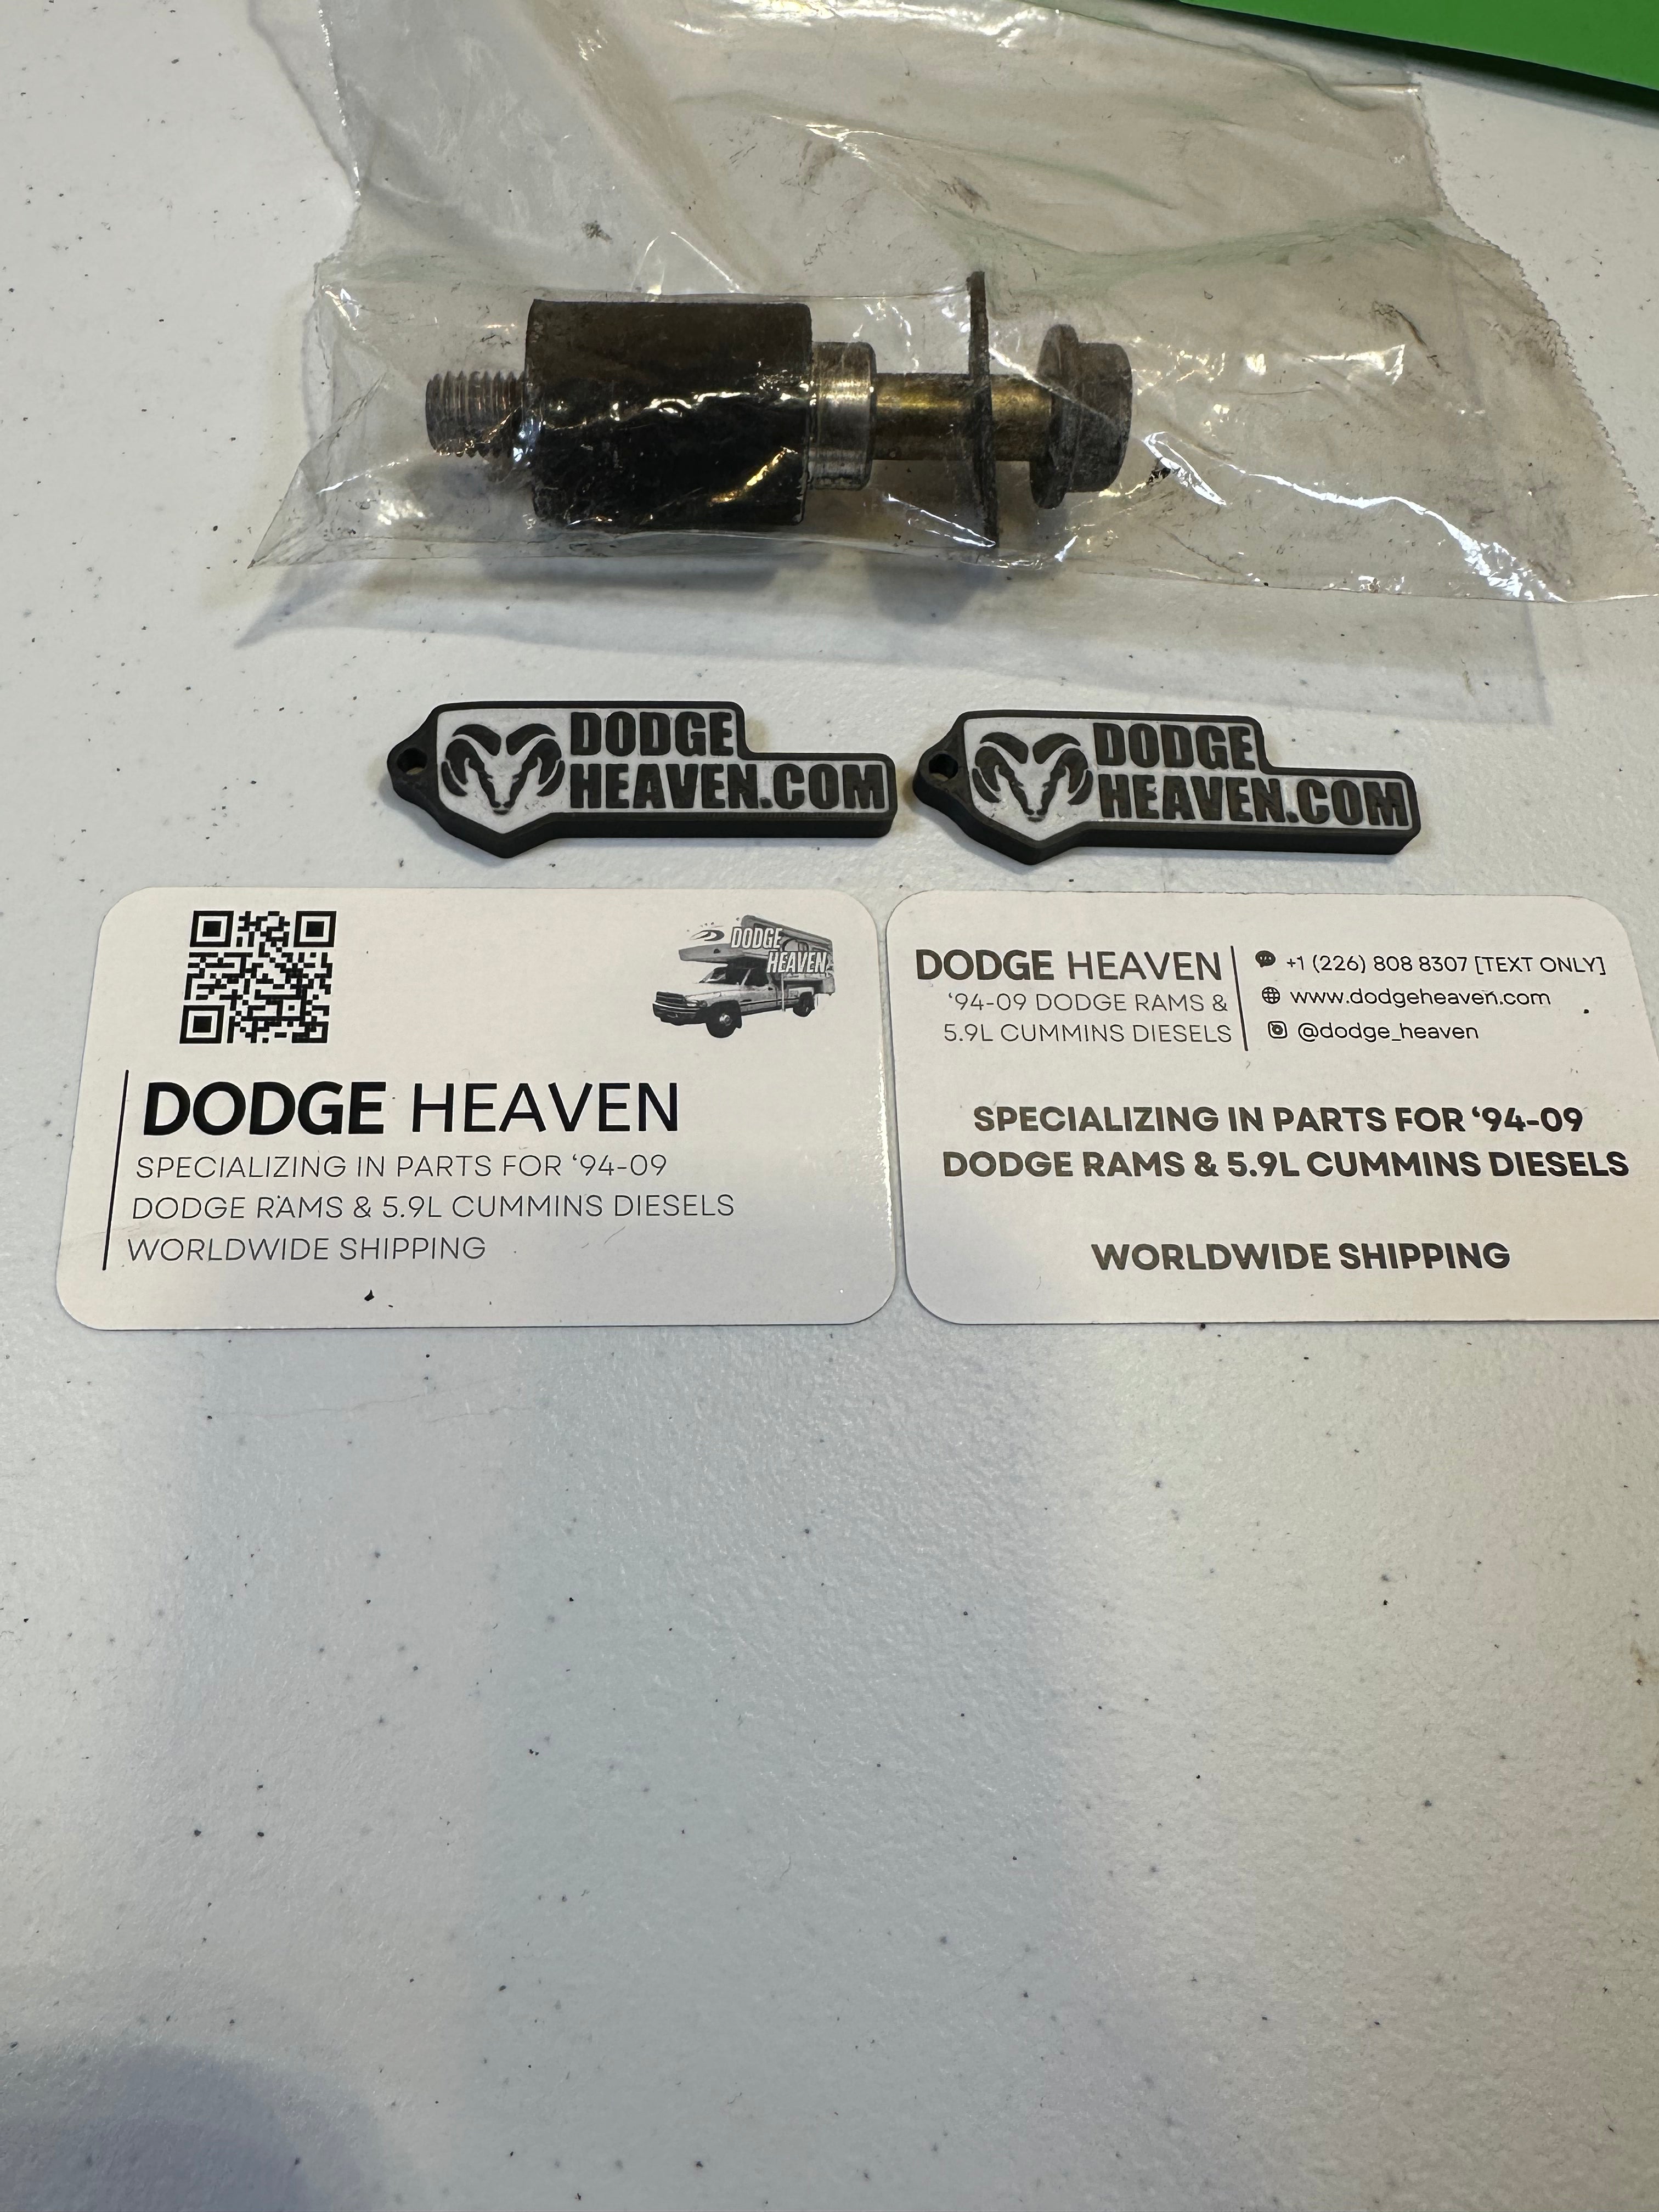 DODGE
HEAVEN.COM
DODGE
HEAVEN.COM
DODGE
HEAVEN
DODGE HEAVEN
SPECIALIZING IN PARTS FOR ‘94-09
DODGE RAMS & 5.9L CUMMINS DIESELS
WORLDWIDE SHIPPING
DODGE HEAVEN
‘94-09 DODGE RAMS &
5.9L CUMMINS DIESELS
+1 (226) 808 8307 [TEXT ONLY]
www.dodgeheaven.com
@dodge_heaven
SPECIALIZING IN PARTS FOR ‘94-09
DODGE RAMS & 5.9L CUMMINS DIESELS
WORLDWIDE SHIPPING